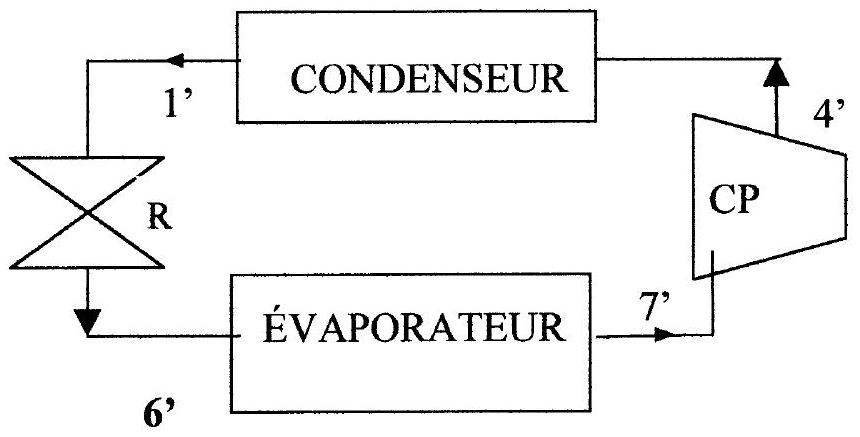 CONDENSEUR
1’
4’
R
CP
ÉVAPORATEUR
7’
6’